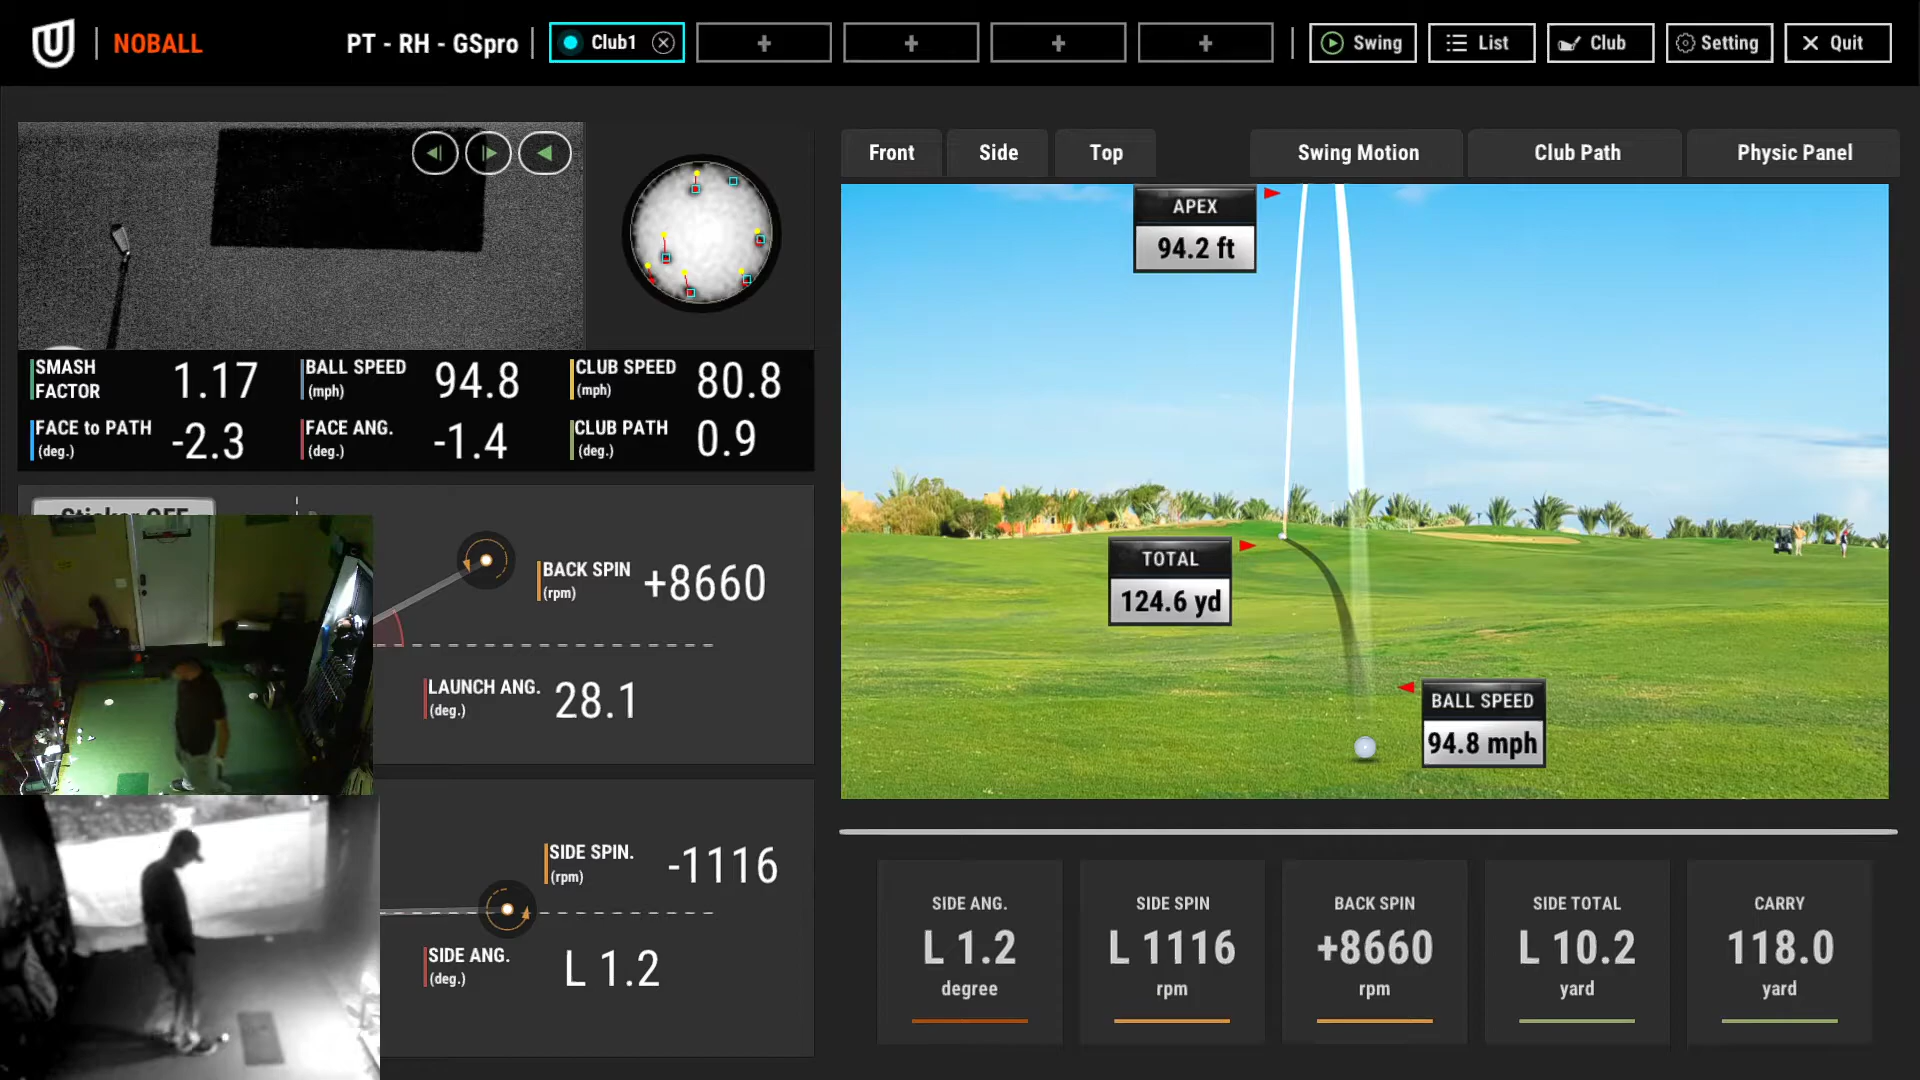 NOBALL
PT - RH - GSpro
Club1
Swing
List
Club
Setting
Quit
Front
Side
Top
Swing Motion
Club Path
Physic Panel
SMASH FACTOR 1.17
BALL SPEED (mph) 94.8
CLUB SPEED (mph) 80.8
FACE to PATH (deg.) -2.3
FACE ANG. (deg.) -1.4
CLUB PATH (deg.) 0.9
Sticker OFF
BACK SPIN (rpm) +8660
LAUNCH ANG. (deg.) 28.1
SIDE SPIN. (rpm) -1116
SIDE ANG. (deg.) L 1.2
APEX
94.2 ft
TOTAL
124.6 yd
BALL SPEED
94.8 mph
SIDE ANG.
L 1.2
degree
SIDE SPIN
L 1116
rpm
BACK SPIN
+8660
rpm
SIDE TOTAL
L 10.2
yard
CARRY
118.0
yard